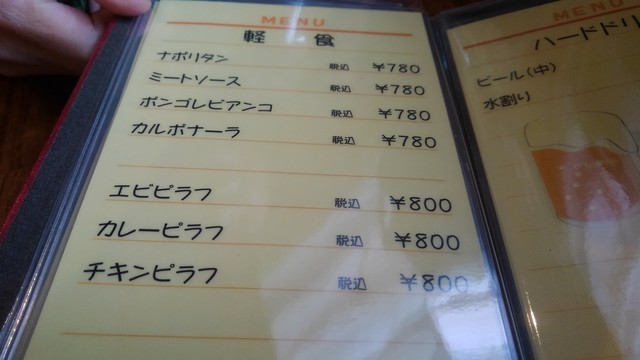 MENU
軽食
ナポリタン 税込 ¥780
ミートソース 税込 ¥780
ボンゴレビアンコ 税込 ¥780
カルボナーラ 税込 ¥780
エビピラフ 税込 ¥800
カレーピラフ 税込 ¥800
チキンピラフ 税込 ¥800
MENU
ハードドリ
ビール(中)
水割り